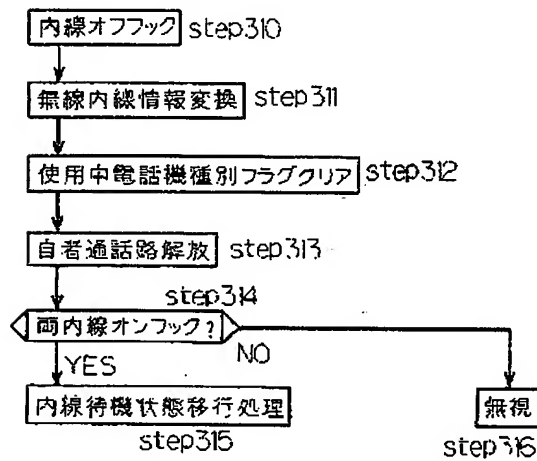 内線オフフック step310
無線内線情報変換 step311
使用中電話機種別フラグクリア step312
自者通話路解放 step313
step314
両内線オンフック?
YES NO
内線待機状態移行処理 無視
step315 step316